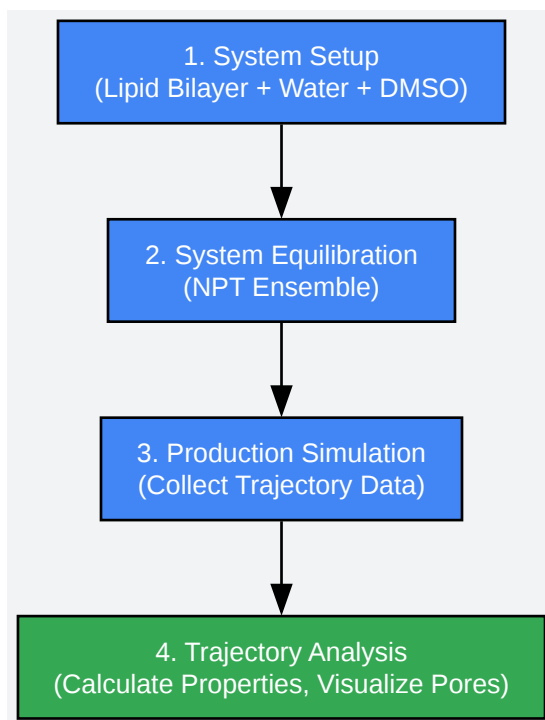 1. System Setup
(Lipid Bilayer + Water + DMSO)
2. System Equilibration
(NPT Ensemble)
3. Production Simulation
(Collect Trajectory Data)
4. Trajectory Analysis
(Calculate Properties, Visualize Pores)